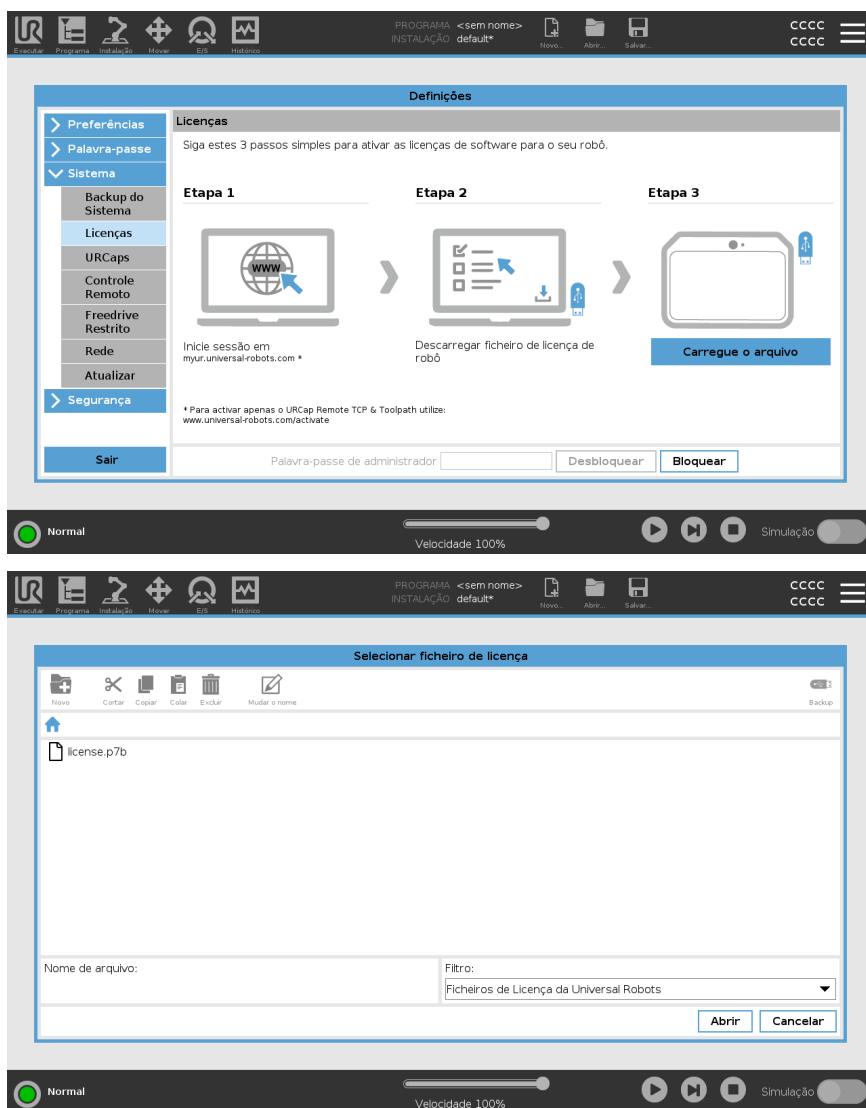 PROGRAMA <sem nome>
INSTALAÇÃO default*
CCCC
CCCC
Executar Programa Instalação Mover E/S Histórico Novo... Abrir... Salvar...
Definições
Preferências
Palavra-passe
Sistema
Backup do
Sistema
Licenças
URCaps
Controle
Remoto
Freedrive
Restrito
Rede
Atualizar
Segurança
Sair
Licenças
Siga estes 3 passos simples para ativar as licenças de software para o seu robô.
Etapa 1
www
Inicie sessão em
myur.universal-robots.com *
Etapa 2
Descarregar ficheiro de licença de
robô
Etapa 3
Carregue o arquivo
* Para activar apenas o URCap Remote TCP & Toolpath utilize:
www.universal-robots.com/activate
Palavra-passe de administrador Desbloquear Bloquear
Normal
Velocidade 100%
Simulação
PROGRAMA <sem nome>
INSTALAÇÃO default*
CCCC
CCCC
Executar Programa Instalação Mover E/S Histórico Novo... Abrir... Salvar...
Selecionar ficheiro de licença
Novo Cortar Copiar Colar Excluir Mudar o nome Backup
license.p7b
Nome de arquivo:
Filtro:
Ficheiros de Licença da Universal Robots
Abrir Cancelar
Normal
Velocidade 100%
Simulação